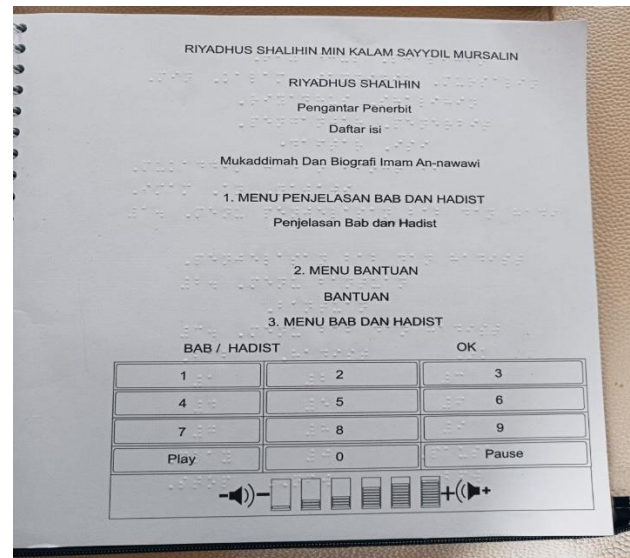 RIYADHUS SHALIHIN MIN KALAM SAYYDIL MURSALIN
RIYADHUS SHALIHIN
Pengantar Penerbit
Daftar isi
Mukaddimah Dan Biografi Imam An-nawawi
1. MENU PENJELASAN BAB DAN HADIST
Penjelasan Bab dan Hadist
2. MENU BANTUAN
BANTUAN
3. MENU BAB DAN HADIST
BAB / HADIST OK
1 2 3
4 5 6
7 8 9
Play 0 Pause